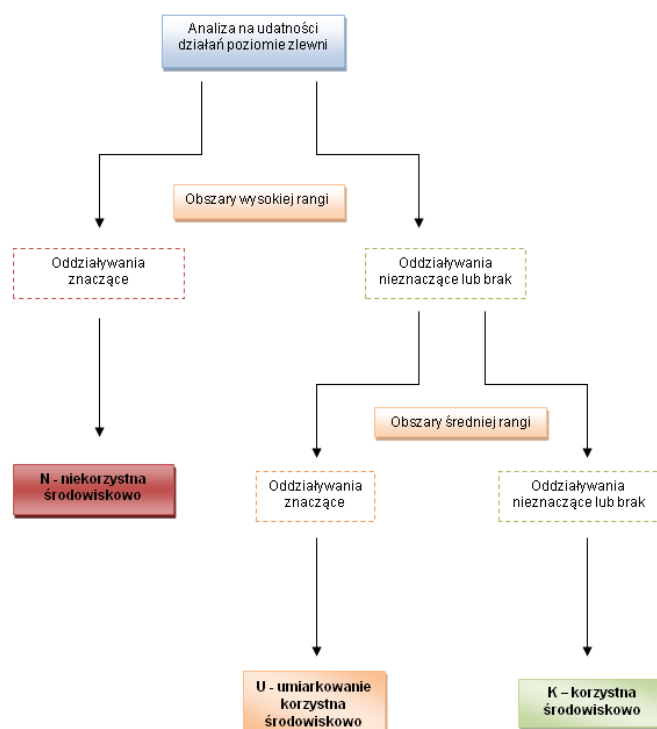 Analiza na udatności
działań poziomie zlewni
Obszary wysokiej rangi
Oddziaływania
znaczące
Oddziaływania
nieznaczące lub brak
Obszary średniej rangi
N - niekorzystna
środowiskowo
Oddziaływania
znaczące
Oddziaływania
nieznaczące lub brak
U - umiarkowanie
korzystna
środowiskowo
K – korzystna
środowiskowo